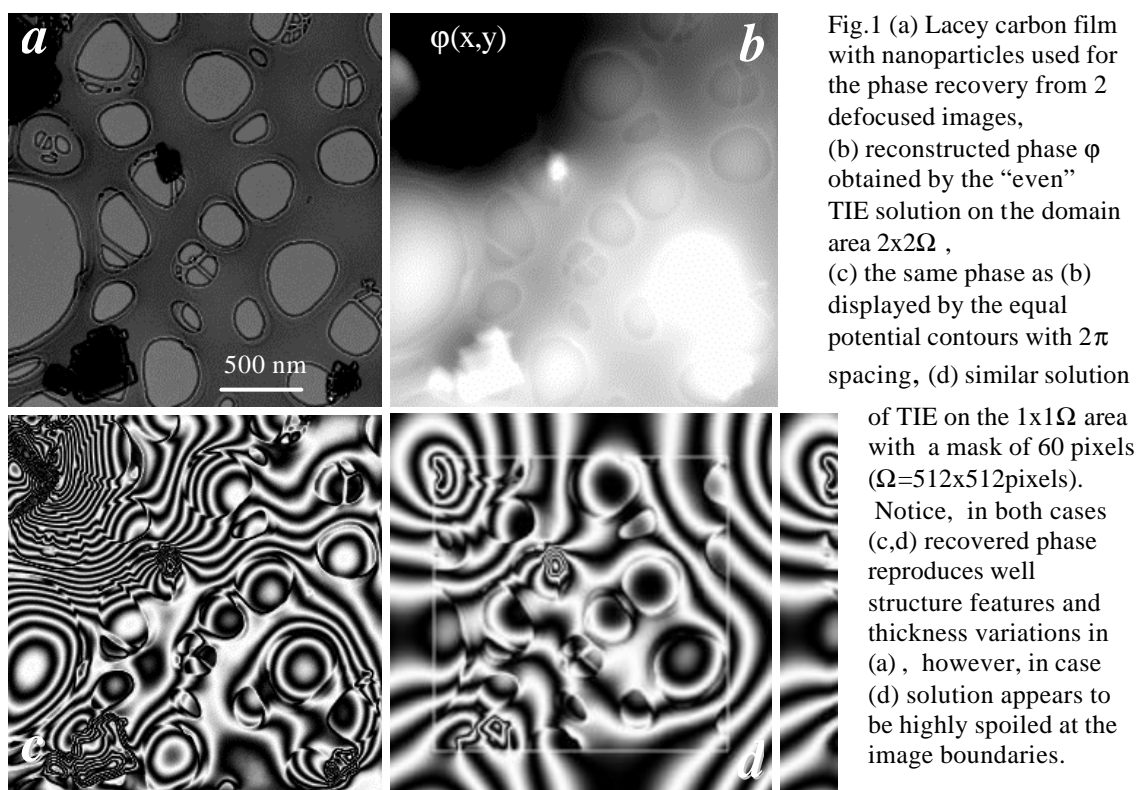 a
φ(x,y)
b
500 nm
c
d
Fig.1 (a) Lacey carbon film
with nanoparticles used for
the phase recovery from 2
defocused images,
(b) reconstructed phase φ
obtained by the “even”
TIE solution on the domain
area 2x2Ω ,
(c) the same phase as (b)
displayed by the equal
potential contours with 2π
spacing, (d) similar solution
of TIE on the 1x1Ω area
with a mask of 60 pixels
(Ω=512x512pixels).
Notice, in both cases
(c,d) recovered phase
reproduces well
structure features and
thickness variations in
(a) , however, in case
(d) solution appears to
be highly spoiled at the
image boundaries.